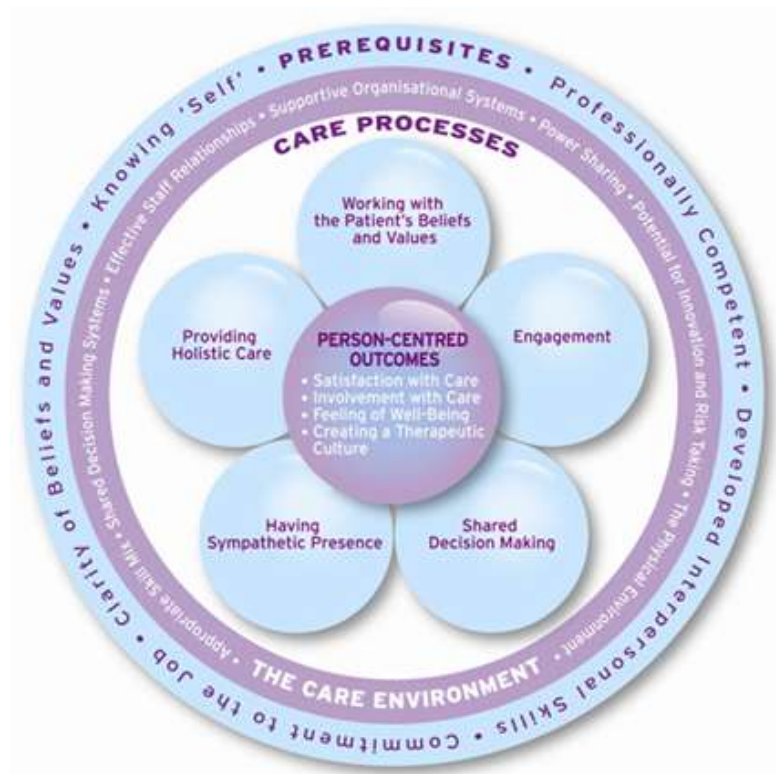 PREREQUISITES • Professionally Competent • Developed Interpersonal Skills • Commitment to the Job • Clarity of Beliefs and Values • Knowing 'Self' •
THE CARE ENVIRONMENT • Appropriate Skill Mix • Shared Decision Making Systems • Effective Staff Relationships • Supportive Organisational Systems • Power Sharing • Potential for Innovation and Risk Taking • The Physical Environment •
CARE PROCESSES
Working with
the Patient's Beliefs
and Values
Providing
Holistic Care
Engagement
PERSON-CENTRED
OUTCOMES
• Satisfaction with Care
• Involvement with Care
• Feeling of Well-Being
• Creating a Therapeutic
Culture
Having
Sympathetic Presence
Shared
Decision Making